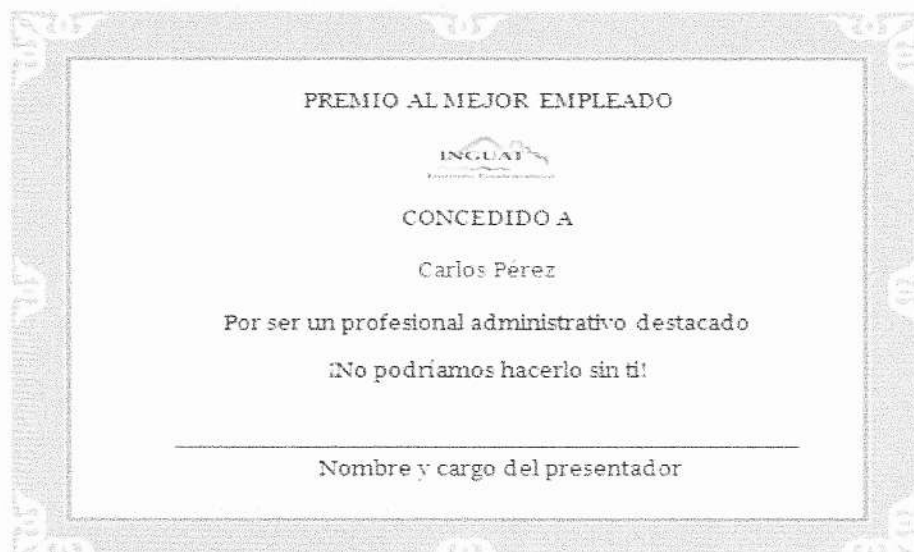 PREMIO AL MEJOR EMPLEADO
INGUAT
CONCEDIDO A
Carlos Pérez
Por ser un profesional administrativo destacado
¡No podríamos hacerlo sin ti!
Nombre y cargo del presentador